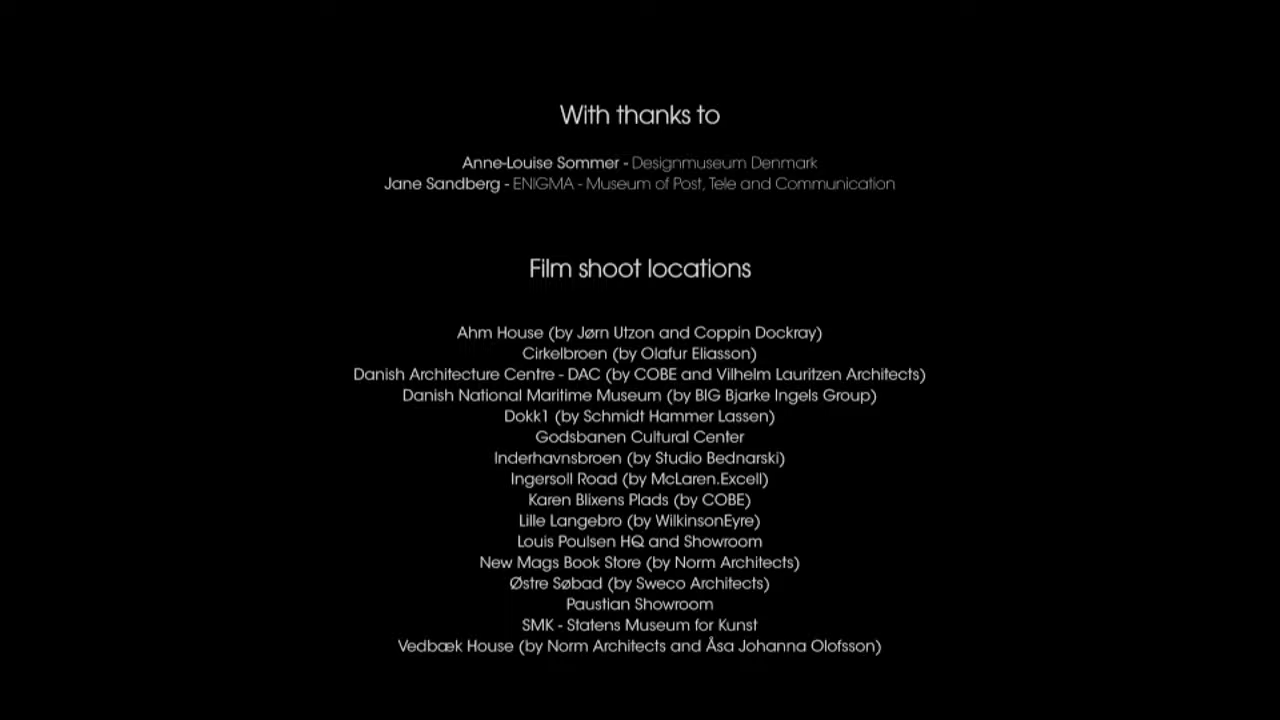 With thanks to
Anne-Louise Sommer - Designmuseum Denmark
Jane Sandberg - ENIGMA - Museum of Post, Tele and Communication
Film shoot locations
Ahm House (by Jørn Utzon and Coppin Dockray)
Cirkelbroen (by Olafur Eliasson)
Danish Architecture Centre - DAC (by COBE and Vilhelm Lauritzen Architects)
Danish National Maritime Museum (by BIG Bjarke Ingels Group)
Dokk1 (by Schmidt Hammer Lassen)
Godsbanen Cultural Center
Inderhavnsbroen (by Studio Bednarski)
Ingersoll Road (by McLaren.Excell)
Karen Blixens Plads (by COBE)
Lille Langebro (by WilkinsonEyre)
Louis Poulsen HQ and Showroom
New Mags Book Store (by Norm Architects)
Østre Søbad (by Sweco Architects)
Paustian Showroom
SMK - Statens Museum for Kunst
Vedbæk House (by Norm Architects and Åsa Johanna Olofsson)